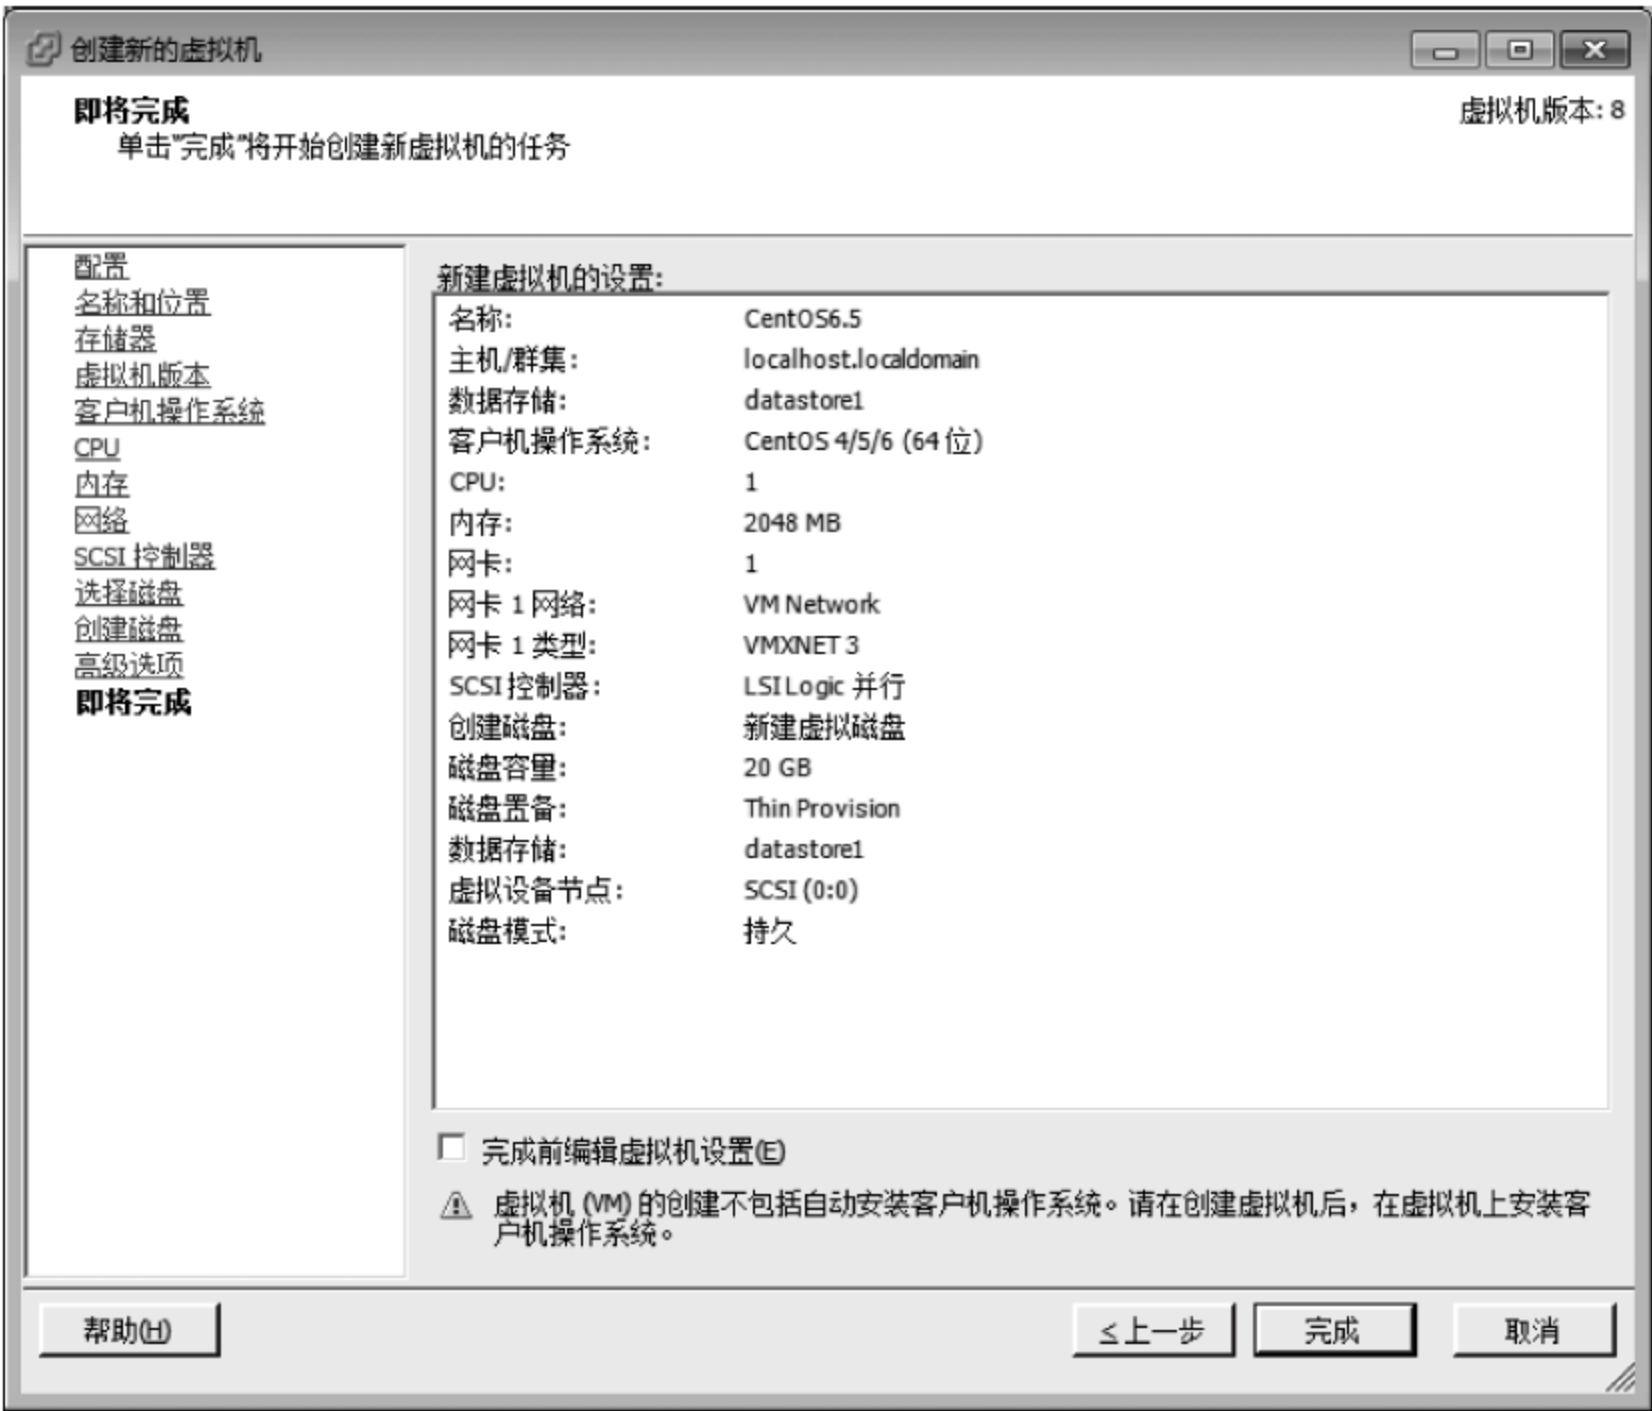 创建新的虚拟机
即将完成
单击"完成"将开始创建新虚拟机的任务
虚拟机版本: 8
配置
名称和位置
存储器
虚拟机版本
客户机操作系统
CPU
内存
网络
SCSI 控制器
选择磁盘
创建磁盘
高级选项
即将完成
新建虚拟机的设置:
名称: CentOS6.5
主机/群集: localhost.localdomain
数据存储: datastore1
客户机操作系统: CentOS 4/5/6 (64 位)
CPU: 1
内存: 2048 MB
网卡: 1
网卡 1 网络: VM Network
网卡 1 类型: VMXNET 3
SCSI 控制器: LSI Logic 并行
创建磁盘: 新建虚拟磁盘
磁盘容量: 20 GB
磁盘置备: Thin Provision
数据存储: datastore1
虚拟设备节点: SCSI (0:0)
磁盘模式: 持久
完成前编辑虚拟机设置(E)
虚拟机 (VM) 的创建不包括自动安装客户机操作系统。请在创建虚拟机后，在虚拟机上安装客
户机操作系统。
帮助(H)
≤上一步
完成
取消